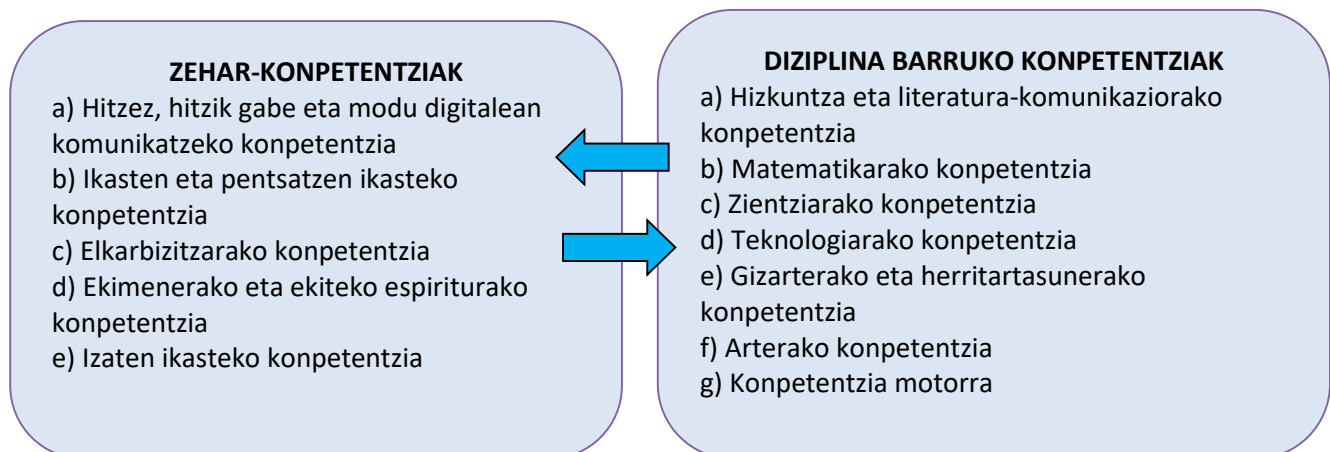 ZEHAR-KONPETENTZIAK
a) Hitzez, hitzik gabe eta modu digitalean
komunikatzeko konpetentzia
b) Ikasten eta pentsatzen ikasteko
konpetentzia
c) Elkarbizitzarako konpetentzia
d) Ekimenerako eta ekiteko espiriturako
konpetentzia
e) Izaten ikasteko konpetentzia
DIZIPLINA BARRUKO KONPETENTZIAK
a) Hizkuntza eta literatura-komunikaziorako
konpetentzia
b) Matematikarako konpetentzia
c) Zientziarako konpetentzia
d) Teknologiarako konpetentzia
e) Gizarterako eta herritartasunerako
konpetentzia
f) Arterako konpetentzia
g) Konpetentzia motorra